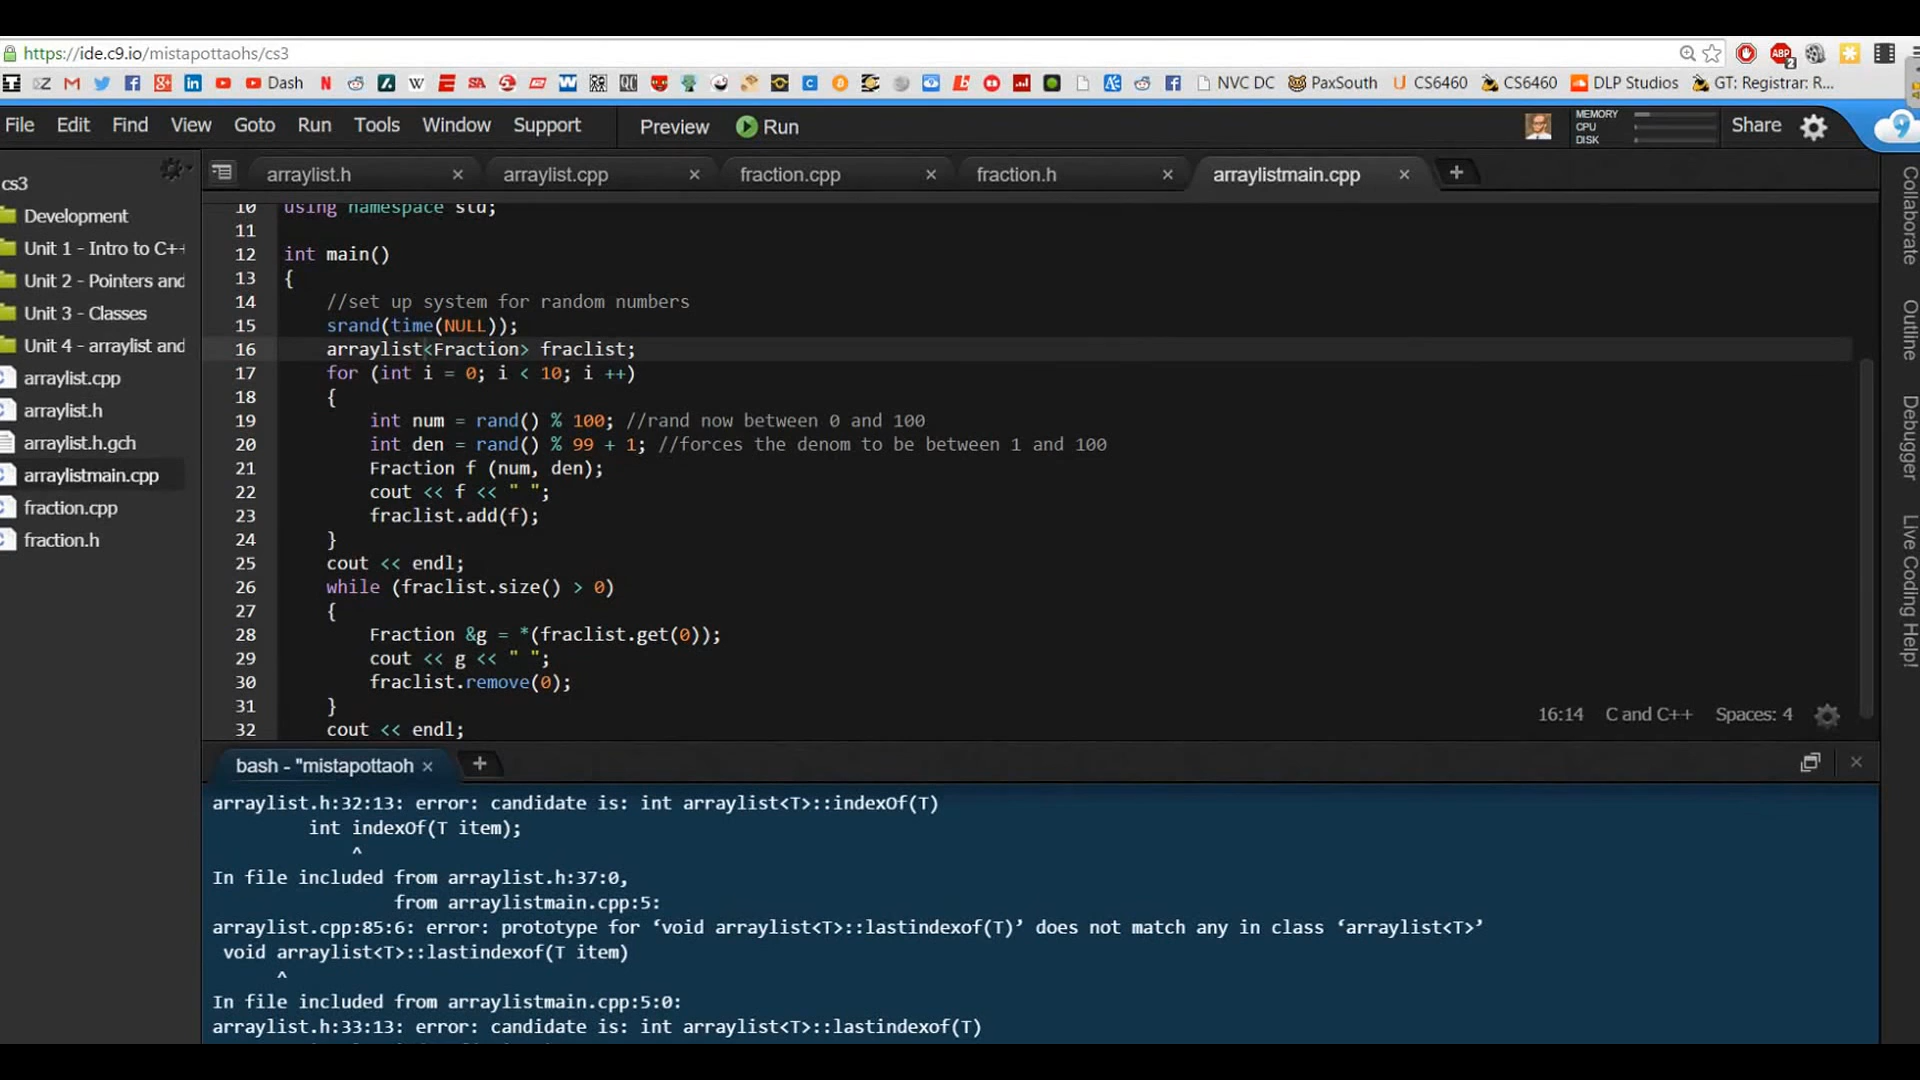 https://ide.c9.io/mistapottaohs/cs3
Dash
NVC DC
PaxSouth
CS6460
CS6460
DLP Studios
GT: Registrar: R...
File Edit Find View Goto Run Tools Window Support Preview Run
MEMORY
CPU
DISK
Share
cs3
Development
Unit 1 - Intro to C++
Unit 2 - Pointers and
Unit 3 - Classes
Unit 4 - arraylist and
arraylist.cpp
arraylist.h
arraylist.h.gch
arraylistmain.cpp
fraction.cpp
fraction.h
arraylist.h × arraylist.cpp × fraction.cpp × fraction.h × arraylistmain.cpp × +
10 using namespace std;
11
12 int main()
13 {
14 //set up system for random numbers
15 srand(time(NULL));
16 arraylist<Fraction> fraclist;
17 for (int i = 0; i < 10; i ++)
18 {
19 int num = rand() % 100; //rand now between 0 and 100
20 int den = rand() % 99 + 1; //forces the denom to be between 1 and 100
21 Fraction f (num, den);
22 cout << f << " ";
23 fraclist.add(f);
24 }
25 cout << endl;
26 while (fraclist.size() > 0)
27 {
28 Fraction &g = *(fraclist.get(0));
29 cout << g << " ";
30 fraclist.remove(0);
31 }
32 cout << endl;
16:14 C and C++ Spaces: 4
Collaborate
Outline
Debugger
Live Coding Help!
bash - "mistapottaoh × +
arraylist.h:32:13: error: candidate is: int arraylist<T>::indexOf(T)
int indexOf(T item);
^
In file included from arraylist.h:37:0,
from arraylistmain.cpp:5:
arraylist.cpp:85:6: error: prototype for ‘void arraylist<T>::lastindexof(T)’ does not match any in class ‘arraylist<T>’
void arraylist<T>::lastindexof(T item)
^
In file included from arraylistmain.cpp:5:0:
arraylist.h:33:13: error: candidate is: int arraylist<T>::lastindexof(T)